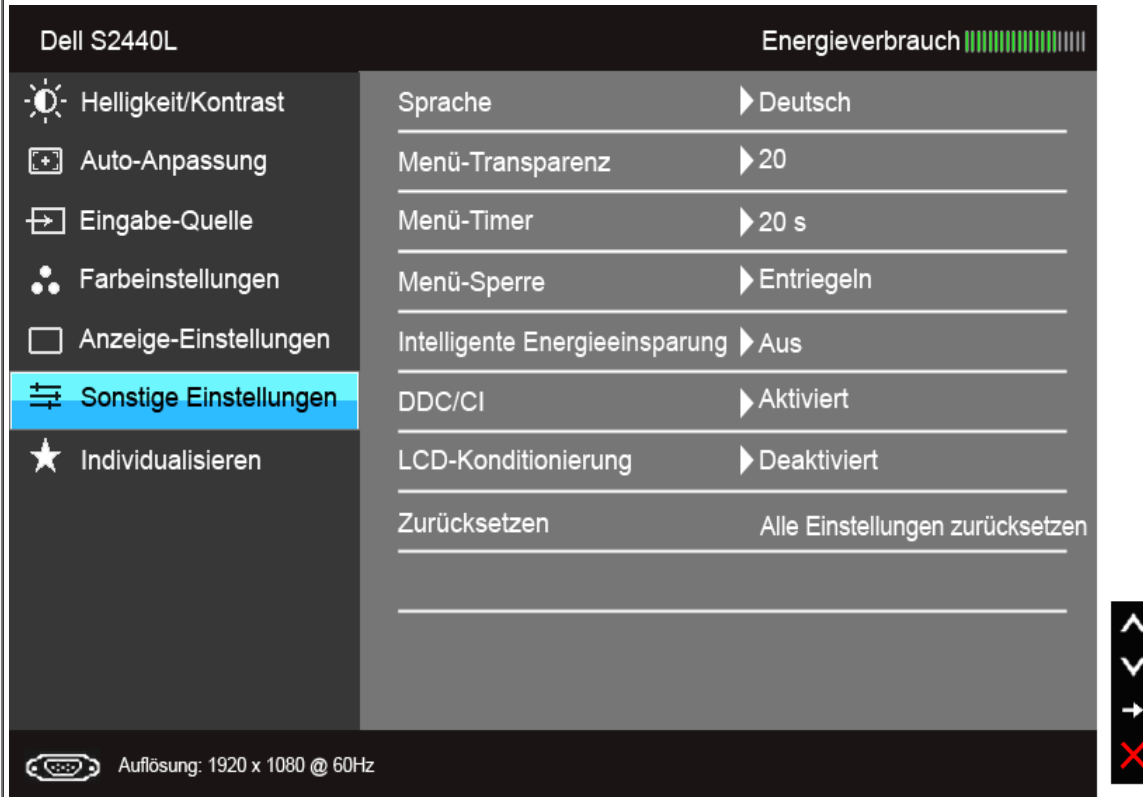 Dell S2440L Energieverbrauch
Helligkeit/Kontrast
Auto-Anpassung
Eingabe-Quelle
Farbeinstellungen
Anzeige-Einstellungen
Sonstige Einstellungen
Individualisieren
Sprache Deutsch
Menü-Transparenz 20
Menü-Timer 20 s
Menü-Sperre Entriegeln
Intelligente Energieeinsparung Aus
DDC/CI Aktiviert
LCD-Konditionierung Deaktiviert
Zurücksetzen Alle Einstellungen zurücksetzen
Auflösung: 1920 x 1080 @ 60Hz